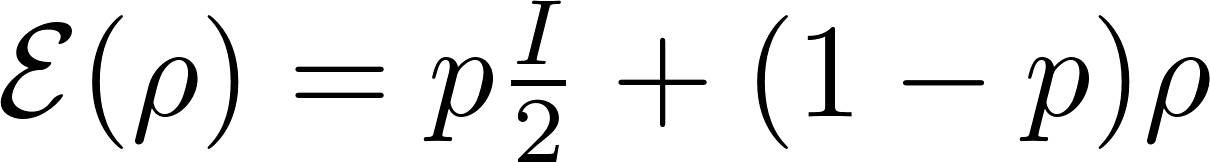 ℰ(ρ) = p I/2 + (1 − p)ρ